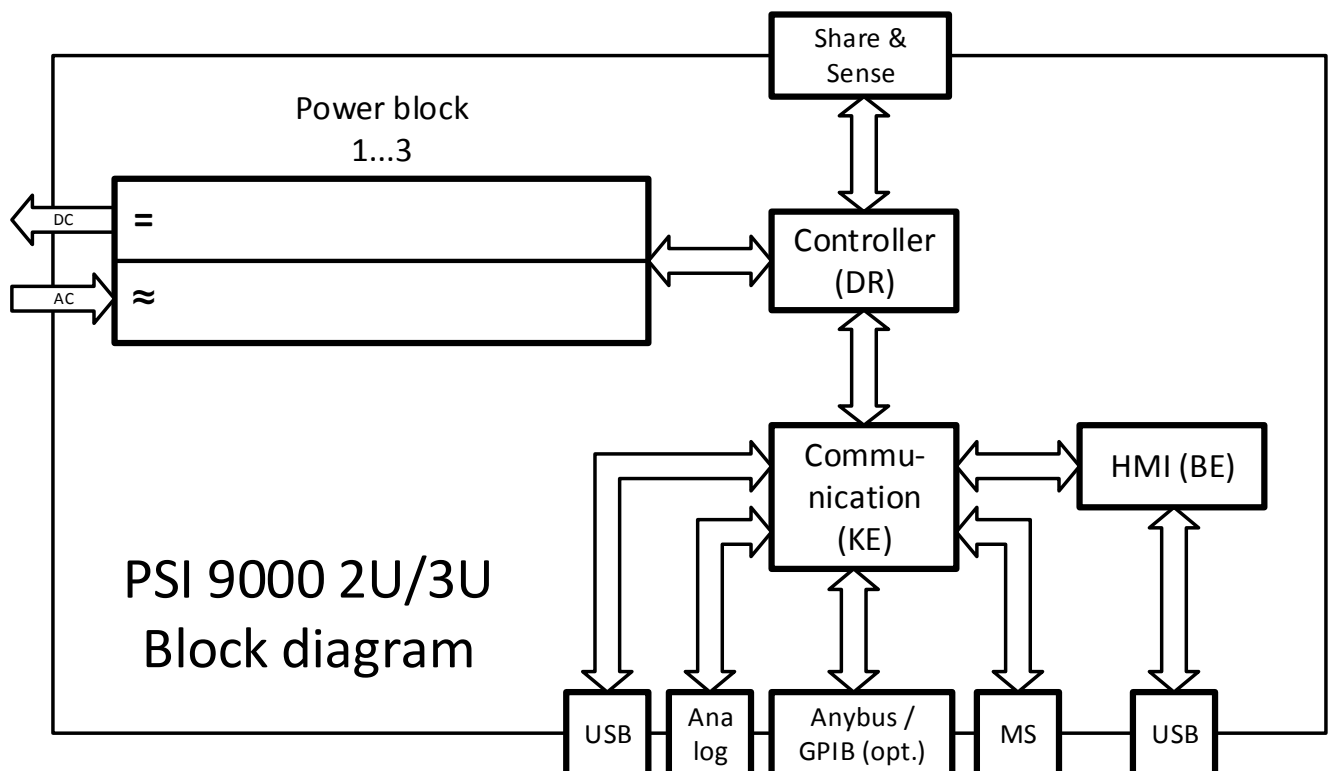 Share &
Sense
Power block
1...3
DC
=
Controller
(DR)
AC
≈
Commu-
nication
(KE)
HMI (BE)
PSI 9000 2U/3U
Block diagram
USB
Ana
log
Anybus /
GPIB (opt.)
MS
USB